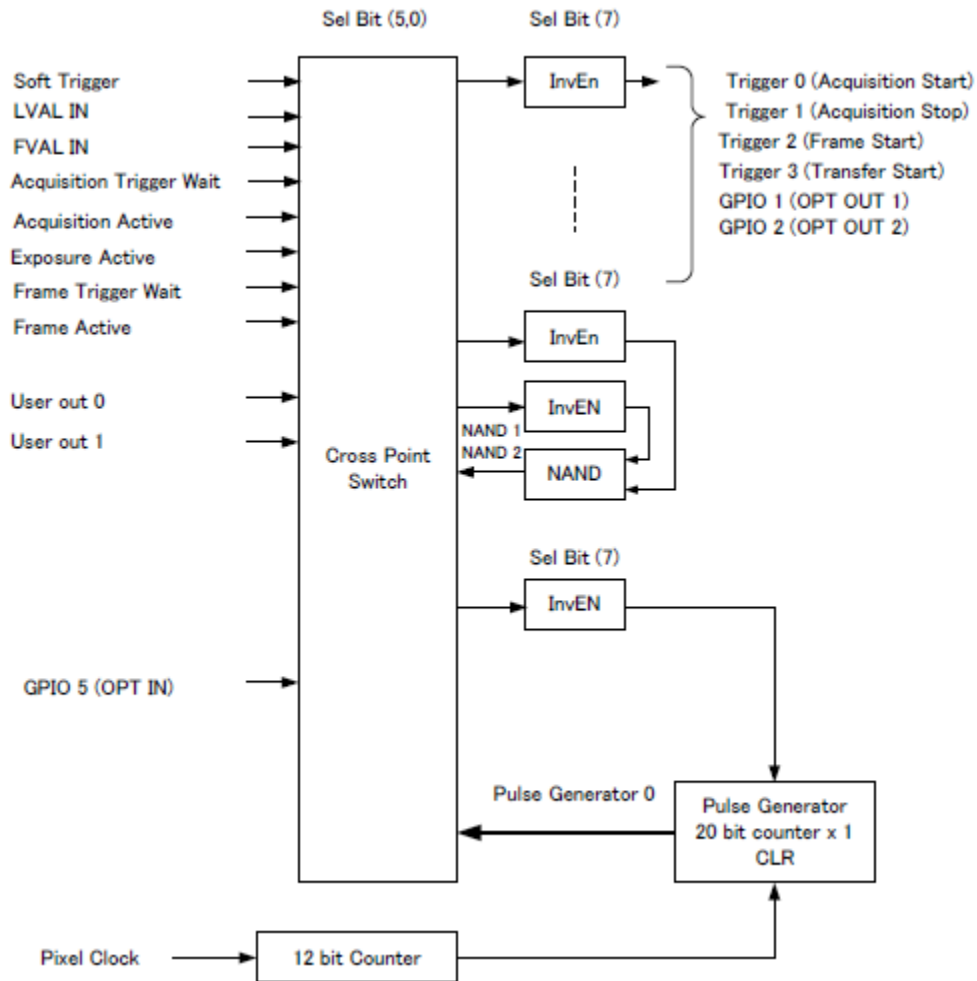 Sel Bit (5,0)
Sel Bit (7)
Soft Trigger
LVAL IN
FVAL IN
Acquisition Trigger Wait
Acquisition Active
Exposure Active
Frame Trigger Wait
Frame Active
User out 0
User out 1
GPIO 5 (OPT IN)
Cross Point
Switch
InvEn
Trigger 0 (Acquisition Start)
Trigger 1 (Acquisition Stop)
Trigger 2 (Frame Start)
Trigger 3 (Transfer Start)
GPIO 1 (OPT OUT 1)
GPIO 2 (OPT OUT 2)
Sel Bit (7)
InvEn
InvEN
NAND 1
NAND 2
NAND
Sel Bit (7)
InvEN
Pulse Generator 0
Pulse Generator
20 bit counter x 1
CLR
Pixel Clock
12 bit Counter